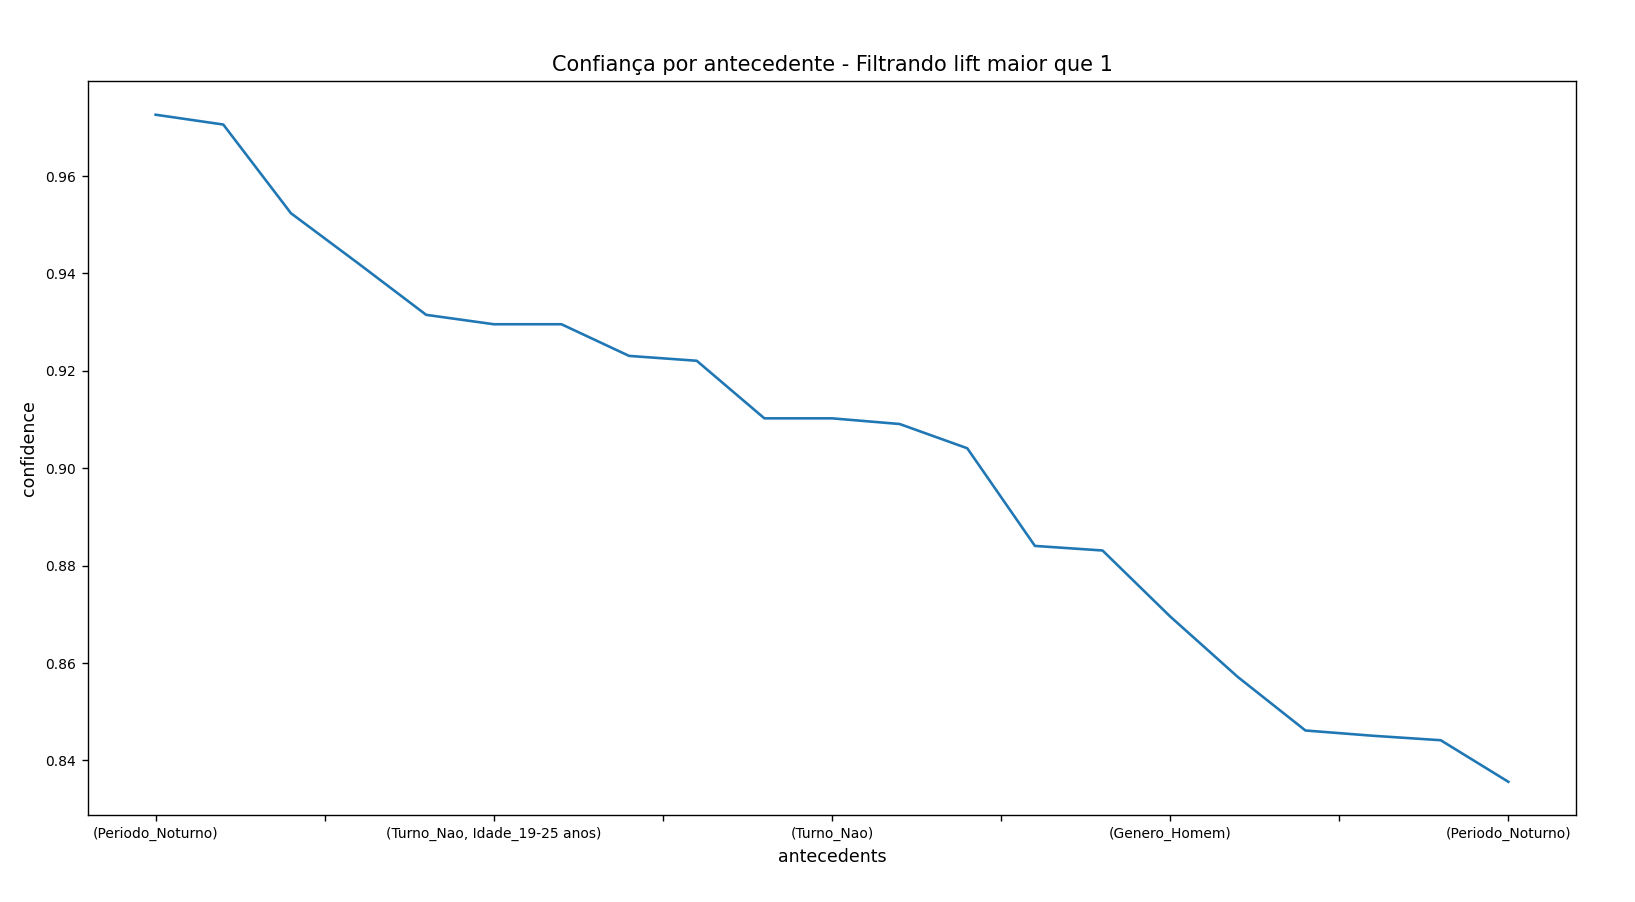 Confiança por antecedente - Filtrando lift maior que 1
confidence
0.96
0.94
0.92
0.90
0.88
0.86
0.84
(Periodo_Noturno)
(Turno_Nao, Idade_19-25 anos)
(Turno_Nao)
(Genero_Homem)
(Periodo_Noturno)
antecedents